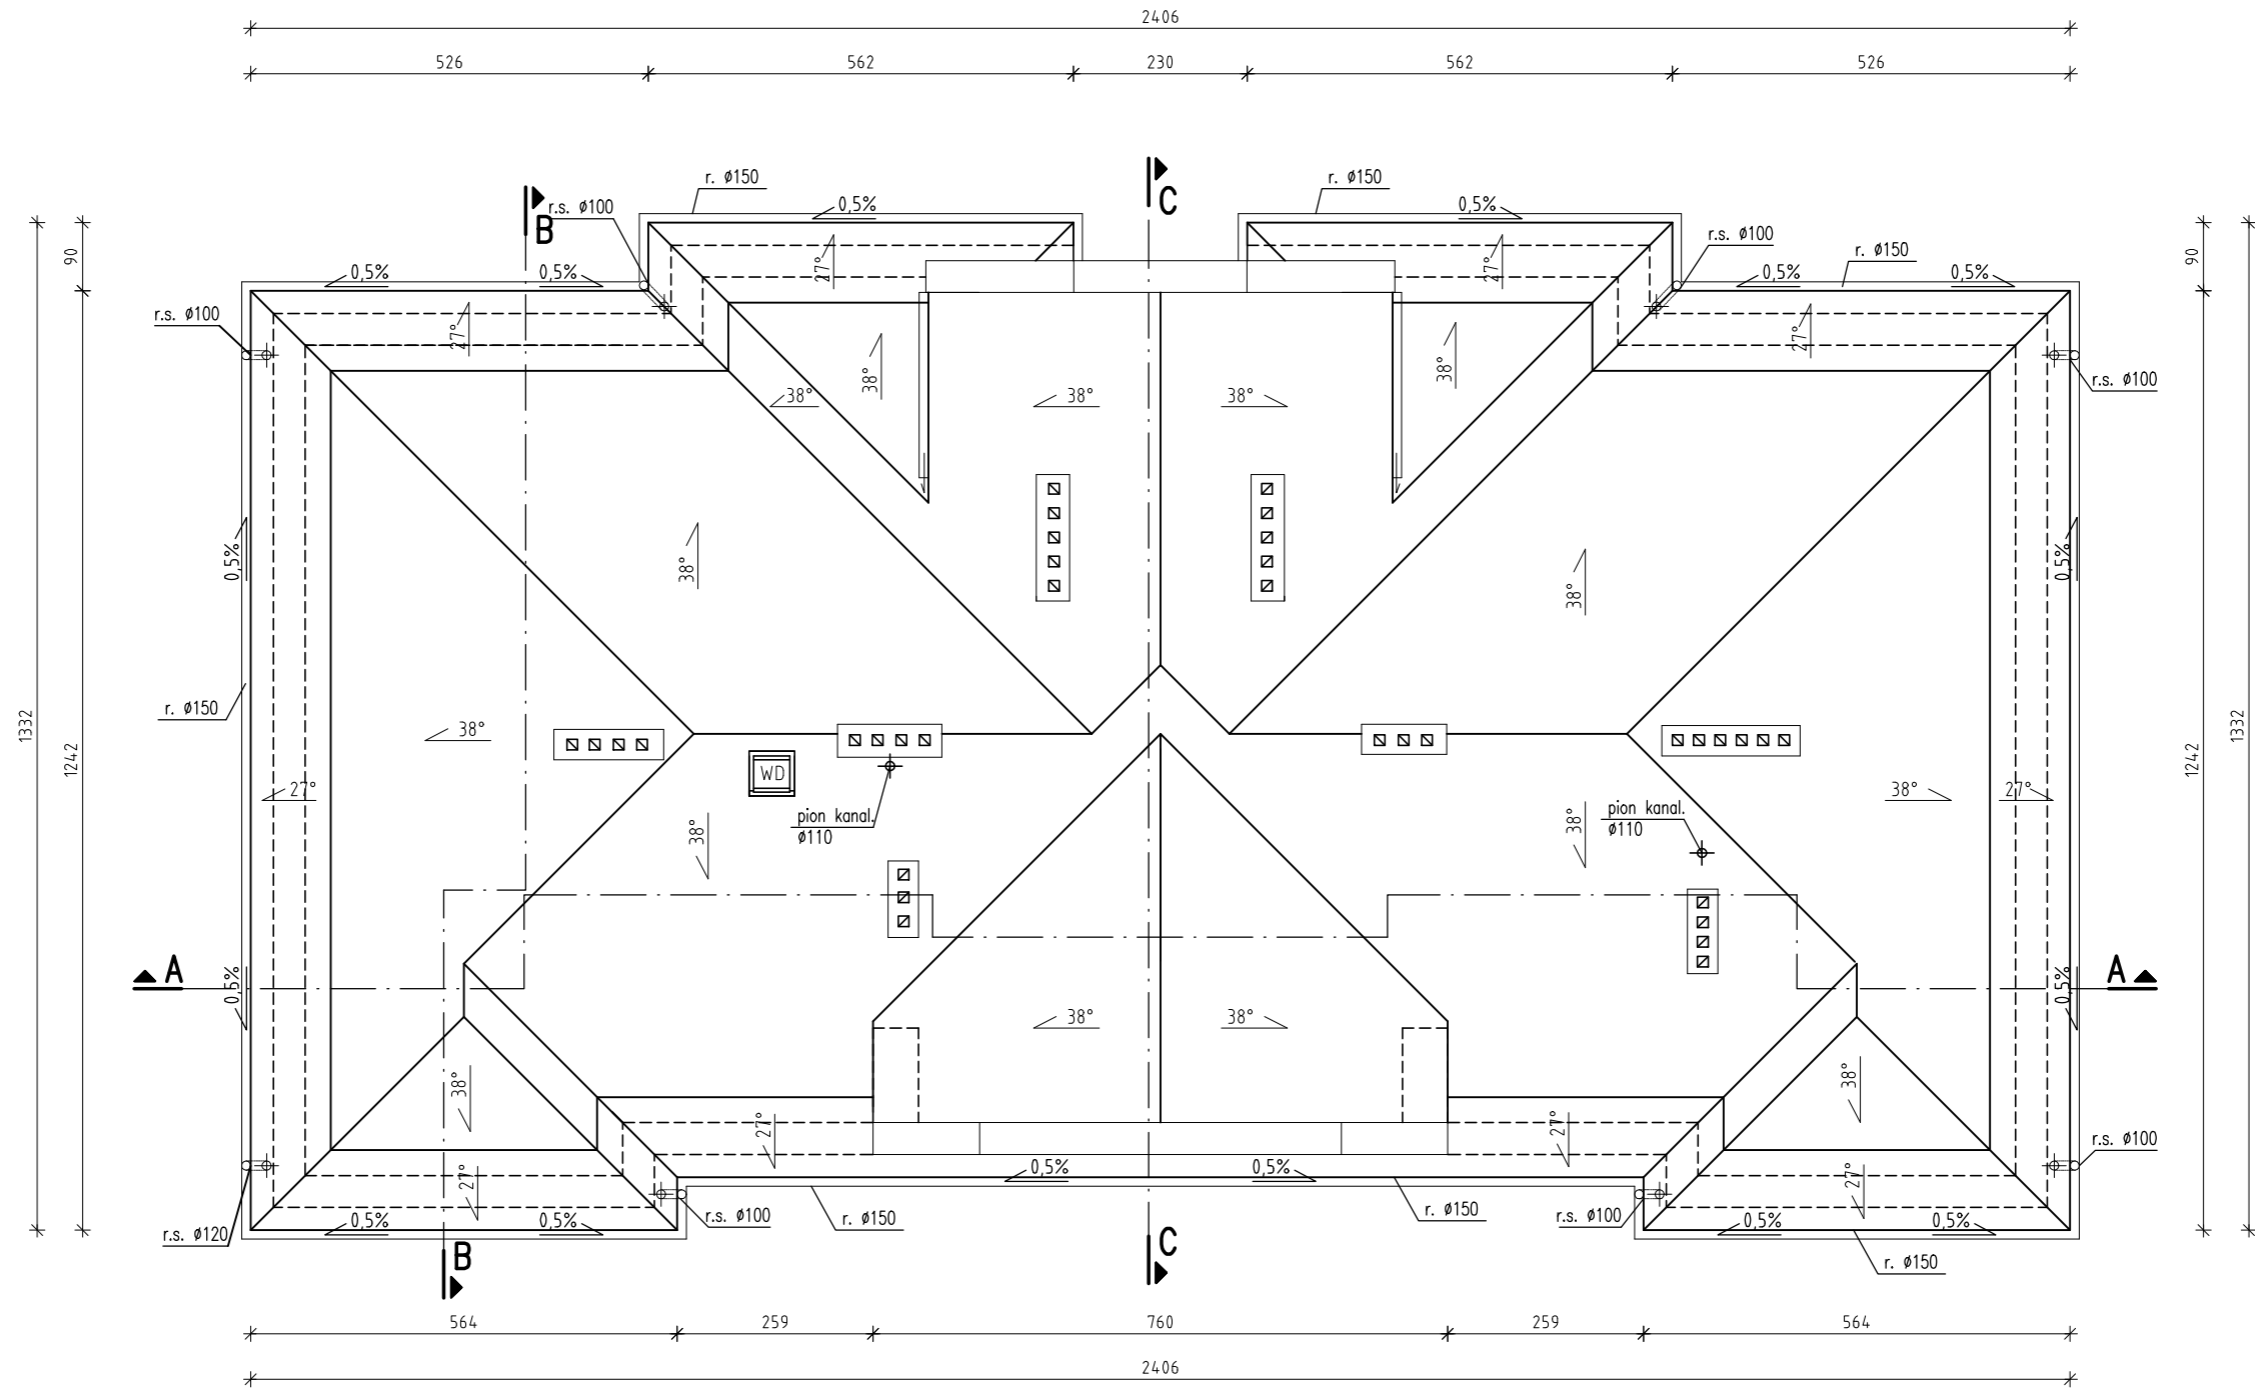 2406
526
562
230
562
526
r. ø150
r. ø150
C
B
r.s. ø100
0,5%
0,5%
r.s. ø100
r. ø150
90
90
0,5%
0,5%
0,5%
0,5%
27°
27°
r.s. ø100
27°
27°
38°
38°
r.s. ø100
38°
38°
38°
0,5%
38°
38°
0,5%
r. ø150
1332
1242
38°
1242
1332
WD
27°
38°
27°
pion kanal.
ø110
pion kanal.
ø110
38°
38°
A
0,5%
0,5%
A
38°
38°
38°
38°
27°
27°
r.s. ø100
27°
0,5%
0,5%
27°
r.s. ø120
0,5%
0,5%
r.s. ø100
r. ø150
r. ø150
r.s. ø100
0,5%
0,5%
B
C
r. ø150
564
259
760
259
564
2406